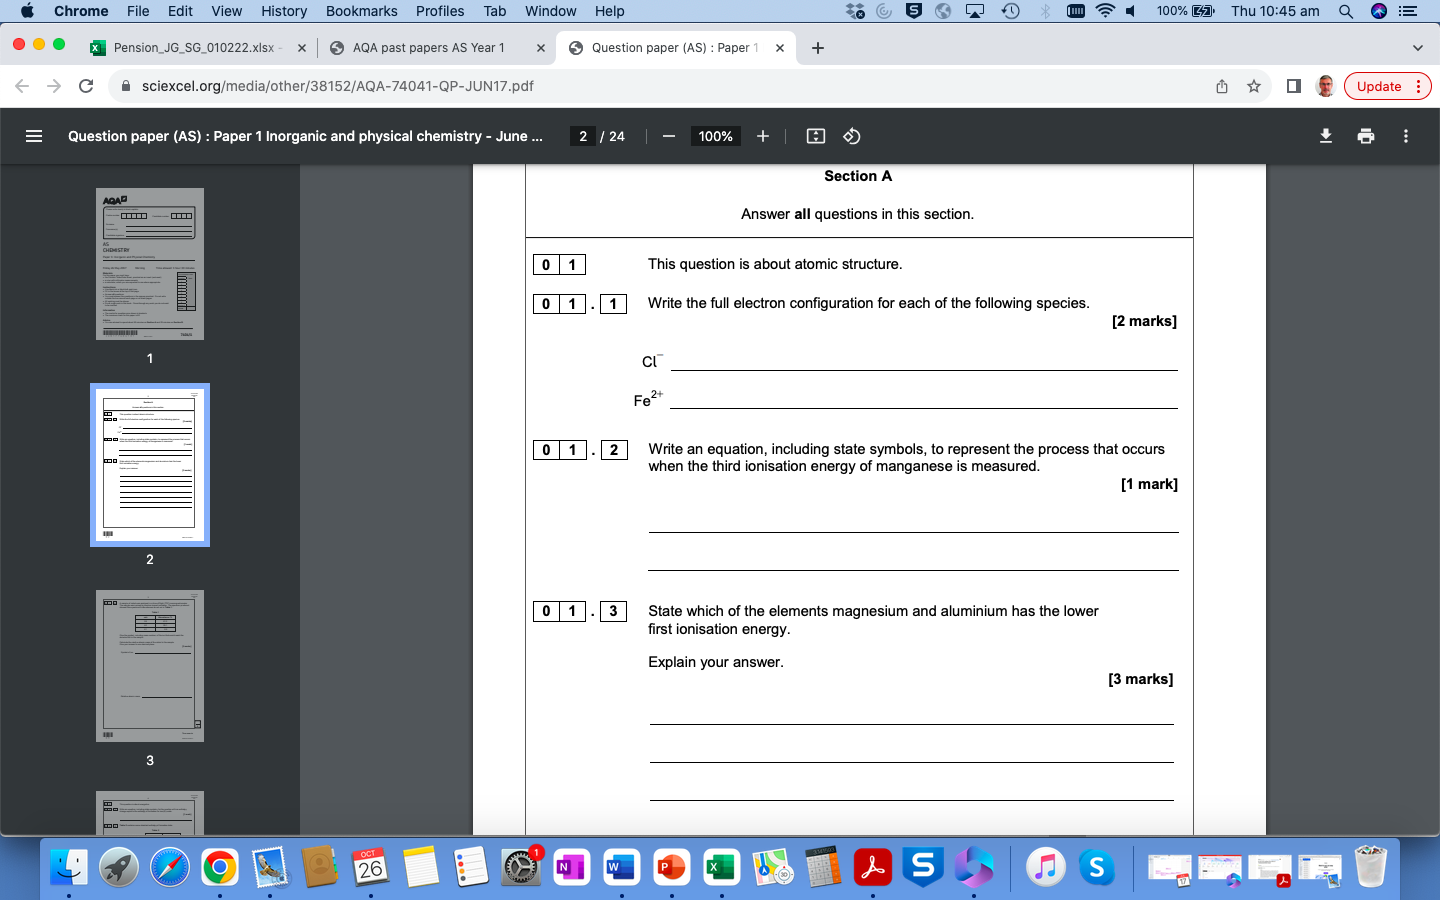 Chrome File Edit View History Bookmarks Profiles Tab Window Help 100% Thu 10:45 am
Pension_JG_SG_010222.xlsx -
AQA past papers AS Year 1
Question paper (AS) : Paper 1
sciexcel.org/media/other/38152/AQA-74041-QP-JUN17.pdf
Update
Question paper (AS) : Paper 1 Inorganic and physical chemistry - June ...
2 / 24
100%
AQA
AS
CHEMISTRY
1
2
3
Section A
Answer all questions in this section.
0 1 This question is about atomic structure.
0 1 . 1 Write the full electron configuration for each of the following species.
[2 marks]
Cl⁻
Fe²⁺
0 1 . 2 Write an equation, including state symbols, to represent the process that occurs
when the third ionisation energy of manganese is measured.
[1 mark]
0 1 . 3 State which of the elements magnesium and aluminium has the lower
first ionisation energy.
Explain your answer.
[3 marks]
OCT
26
1
N
W
P
X
3D
S
S
17